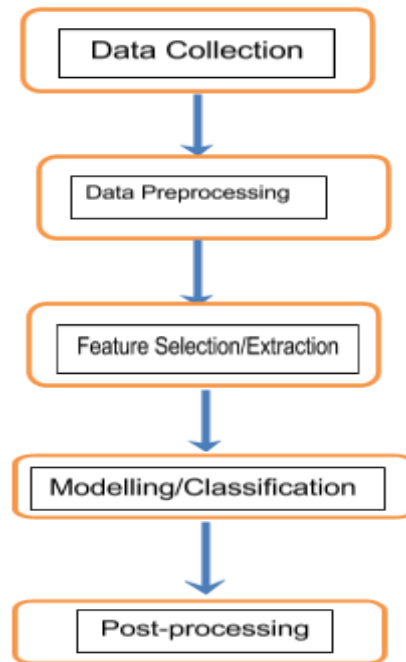 Data Collection
Data Preprocessing
Feature Selection/Extraction
Modelling/Classification
Post-processing